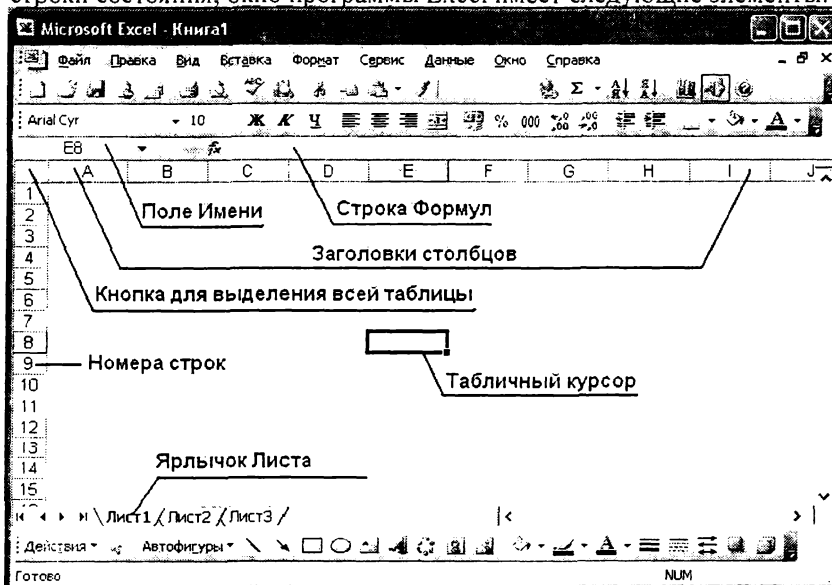 строки состояния, окно программы Excel имеет следующие элементы:
Microsoft Excel - Книга1
Файл Правка Вид Вставка Формат Сервис Данные Окно Справка
Arial Cyr 10 Ж К Ч % 000
E8 fx
A B C D E F G H I J
1
2
Поле Имени Строка Формул
3
4
Заголовки столбцов
5
6
Кнопка для выделения всей таблицы
7
8
9
Номера строк
10
Табличный курсор
11
12
13
14
Ярлычок Листа
15
Лист1 Лист2 Лист3
Действия Автофигуры
Готово NUM